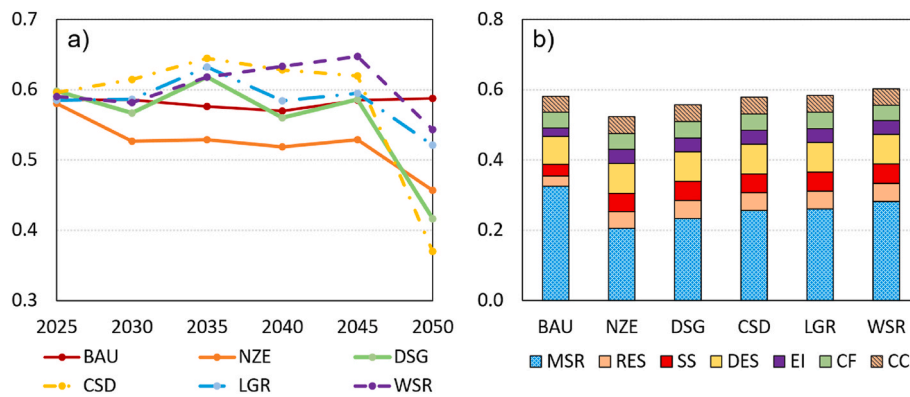 a)
0.7
0.6
0.5
0.4
0.3
2025 2030 2035 2040 2045 2050
BAU NZE DSG
CSD LGR WSR
b)
0.8
0.6
0.4
0.2
0.0
BAU NZE DSG CSD LGR WSR
MSR RES SS DES EI CF CC